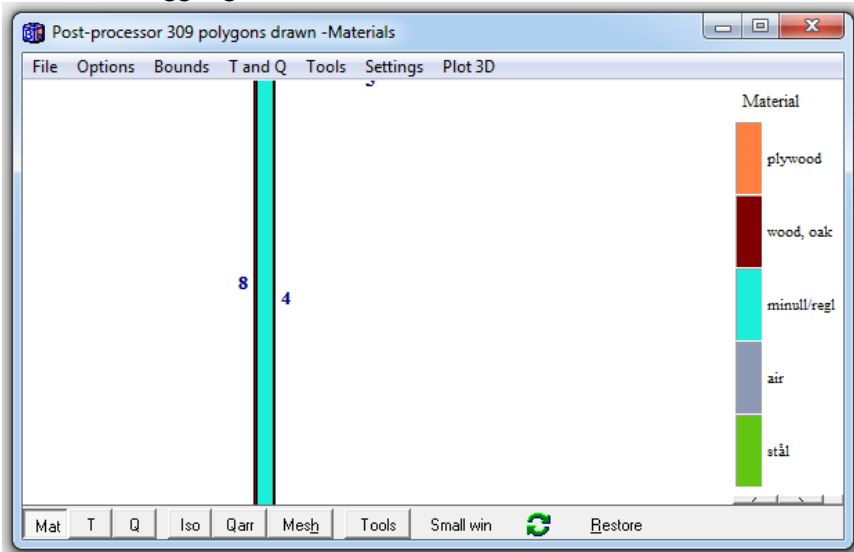 Post-processor 309 polygons drawn -Materials
File Options Bounds T and Q Tools Settings Plot 3D
Material
plywood
wood, oak
8
4
minull/regl
air
stål
Mat T Q Iso Qarr Mesh Tools Small win Restore